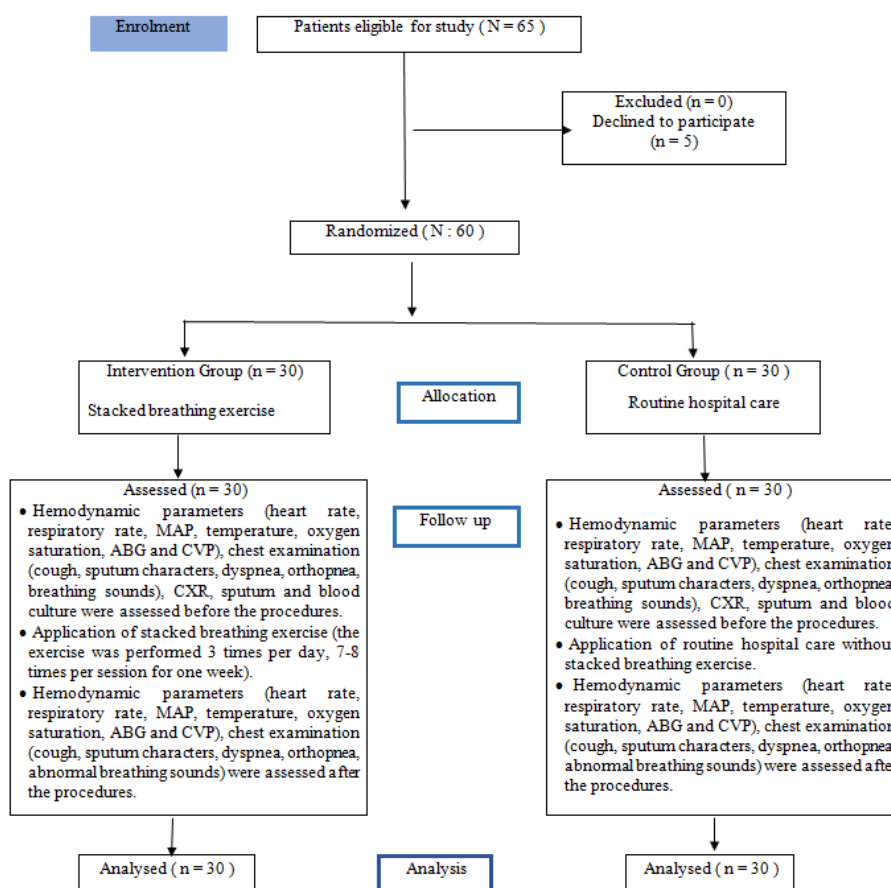 Enrolment
Patients eligible for study ( N = 65 )
Excluded (n = 0)
Declined to participate
(n = 5)
Randomized ( N : 60 )
Intervention Group (n = 30)
Stacked breathing exercise
Allocation
Control Group (n = 30 )
Routine hospital care
Assessed (n = 30)
• Hemodynamic parameters (heart rate,
respiratory rate, MAP, temperature, oxygen
saturation, ABG and CVP), chest examination
(cough, sputum characters, dyspnea, orthopnea,
breathing sounds), CXR, sputum and blood
culture were assessed before the procedures.
• Application of stacked breathing exercise (the
exercise was performed 3 times per day, 7-8
times per session for one week).
• Hemodynamic parameters (heart rate,
respiratory rate, MAP, temperature, oxygen
saturation, ABG and CVP), chest examination
(cough, sputum characters, dyspnea, orthopnea,
abnormal breathing sounds) were assessed after
the procedures.
Follow up
Assessed ( n = 30 )
• Hemodynamic parameters (heart rate
respiratory rate, MAP, temperature, oxygen
saturation, ABG and CVP), chest examination
(cough, sputum characters, dyspnea, orthopnea
breathing sounds), CXR, sputum and blood
culture were assessed before the procedures.
• Application of routine hospital care withou
stacked breathing exercise.
• Hemodynamic parameters (heart rate
respiratory rate, MAP, temperature, oxygen
saturation, ABG and CVP), chest examination
(cough, sputum characters, dyspnea, orthopnea
abnormal breathing sounds) were assessed afte
the procedures.
Analysed ( n = 30 )
Analysis
Analysed ( n = 30 )